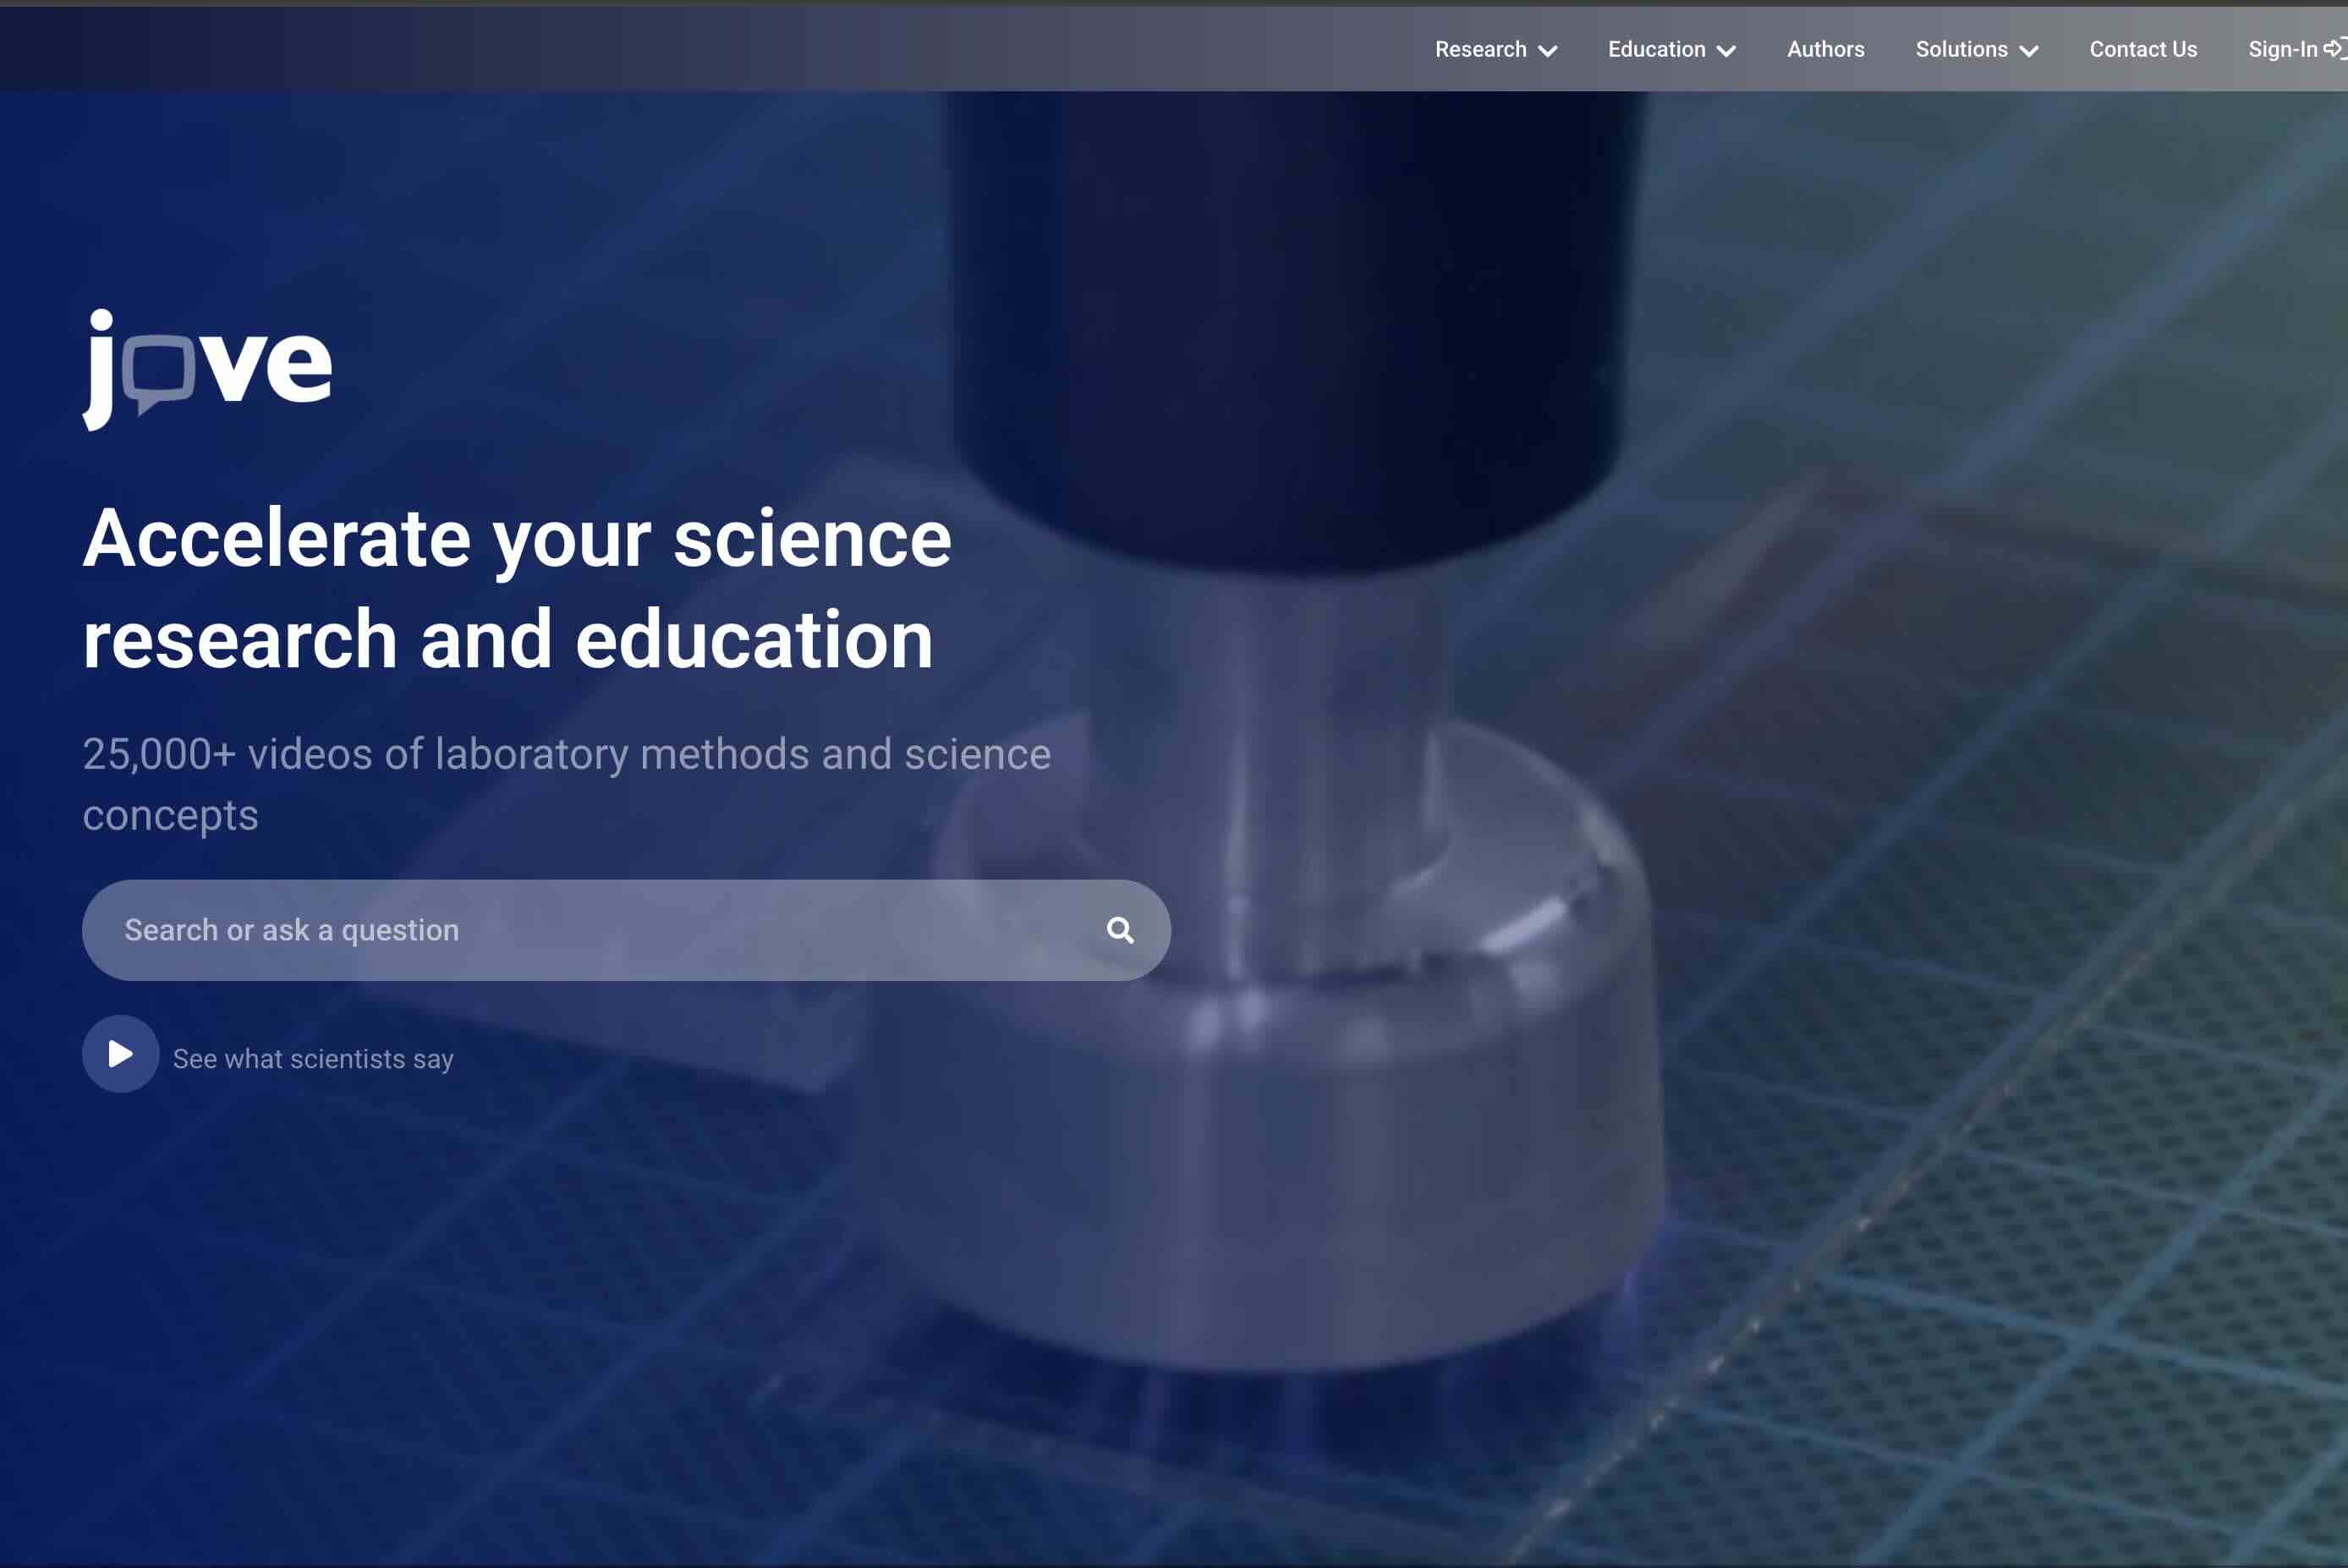 Research Education Authors Solutions Contact Us Sign-In
jove
Accelerate your science
research and education
25,000+ videos of laboratory methods and science
concepts
Search or ask a question
See what scientists say